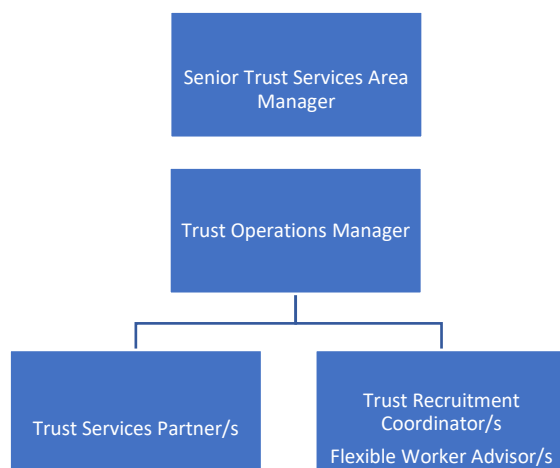 Senior Trust Services Area
Manager
Trust Operations Manager
Trust Services Partner/s
Trust Recruitment
Coordinator/s
Flexible Worker Advisor/s